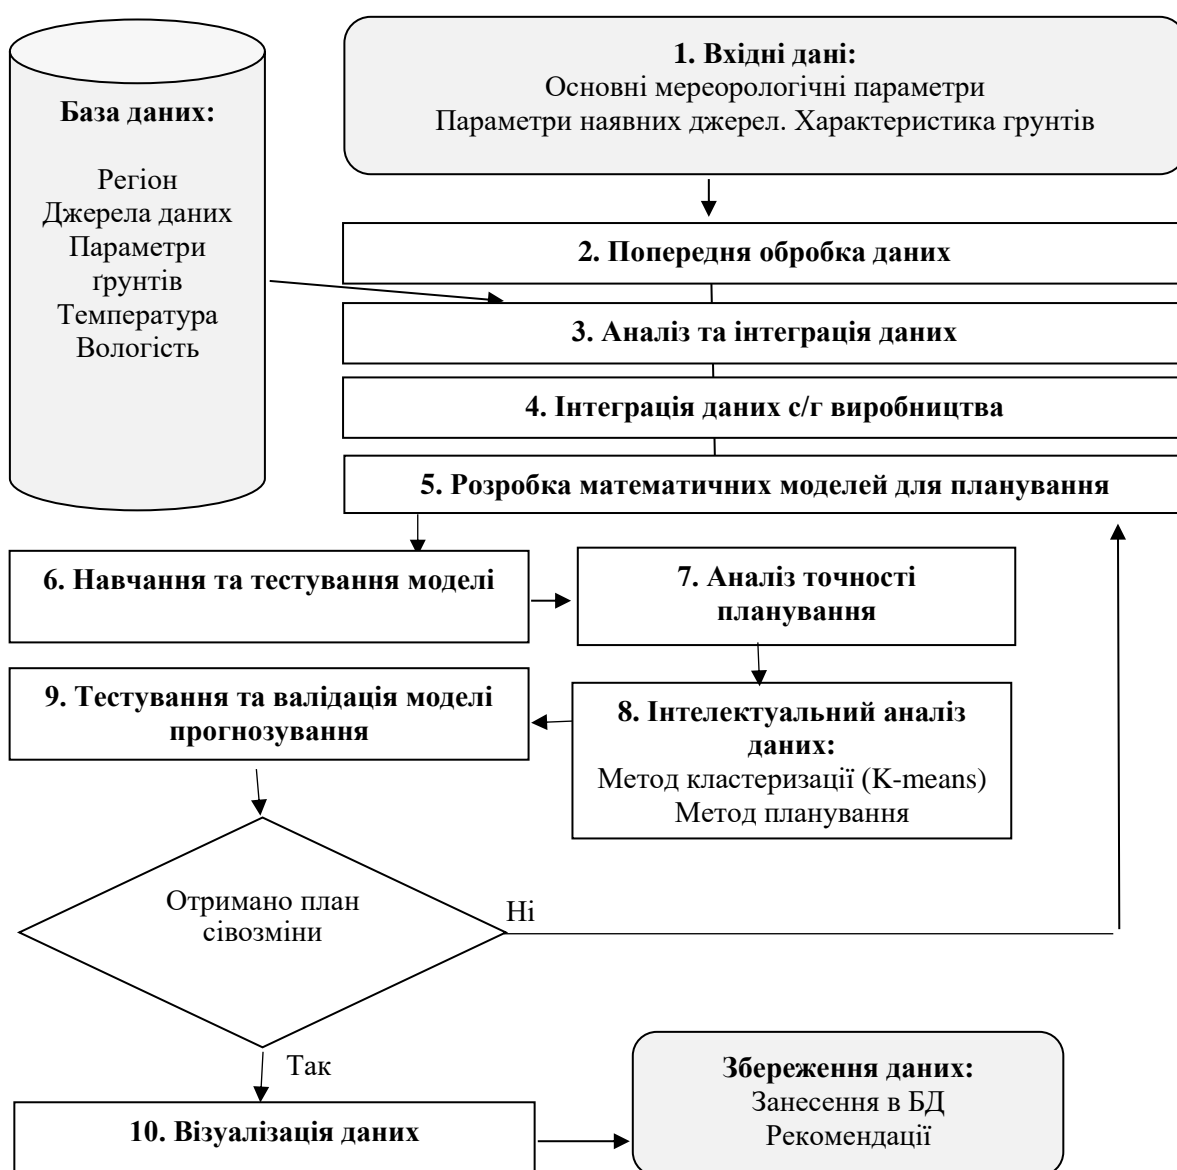 База даних:
Регіон
Джерела даних
Параметри
ґрунтів
Температура
Вологість
1. Вхідні дані:
Основні мереорологічні параметри
Параметри наявних джерел. Характеристика грунтів
2. Попередня обробка даних
3. Аналіз та інтеграція даних
4. Інтеграція даних с/г виробництва
5. Розробка математичних моделей для планування
6. Навчання та тестування моделі
7. Аналіз точності
планування
8. Інтелектуальний аналіз
даних:
Метод кластеризації (K-means)
Метод планування
9. Тестування та валідація моделі
прогнозування
Отримано план
сівозміни
Ні
Так
10. Візуалізація даних
Збереження даних:
Занесення в БД
Рекомендації